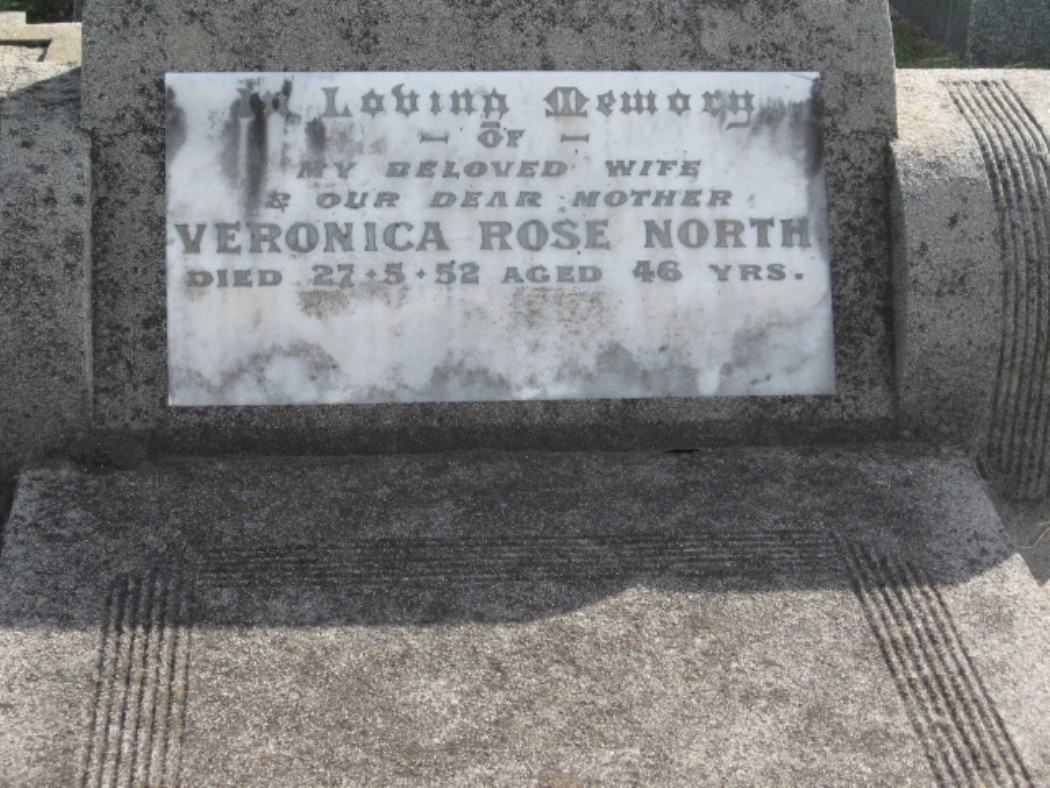 In Loving Memory
— OF —
MY BELOVED WIFE
& OUR DEAR MOTHER
VERONICA ROSE NORTH
DIED 27·5·52 AGED 46 YRS.